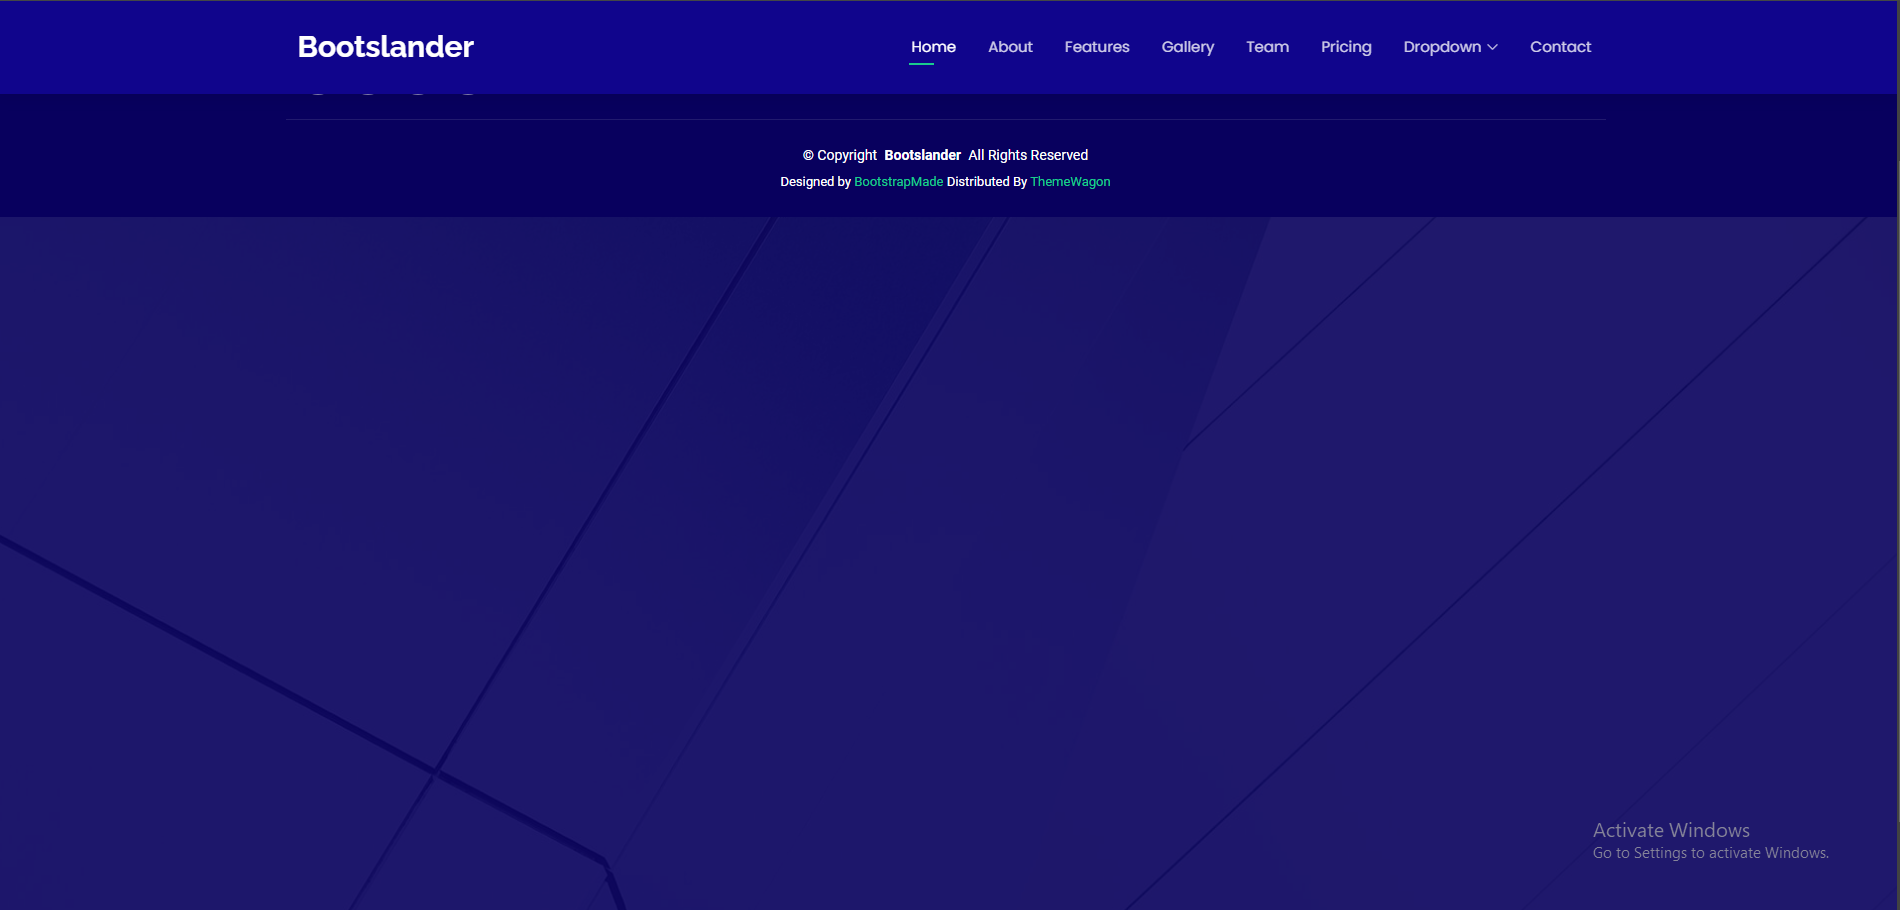 Bootslander
Home About Features Gallery Team Pricing Dropdown Contact
© Copyright Bootslander All Rights Reserved
Designed by BootstrapMade Distributed By ThemeWagon
Activate Windows
Go to Settings to activate Windows.